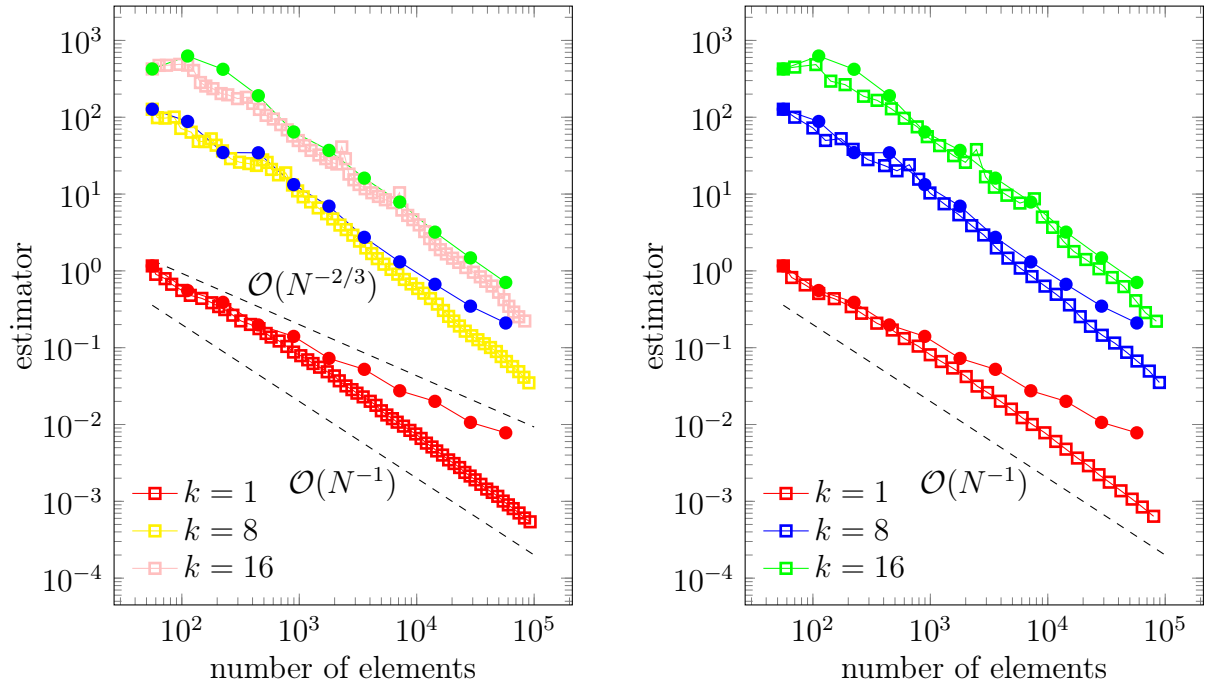 10^3
10^2
10^1
10^0
10^{-1}
10^{-2}
10^{-3}
10^{-4}
estimator
O(N^{-2/3})
O(N^{-1})
k = 1
k = 8
k = 16
10^2 10^3 10^4 10^5
number of elements
10^3
10^2
10^1
10^0
10^{-1}
10^{-2}
10^{-3}
10^{-4}
estimator
O(N^{-1})
k = 1
k = 8
k = 16
10^2 10^3 10^4 10^5
number of elements